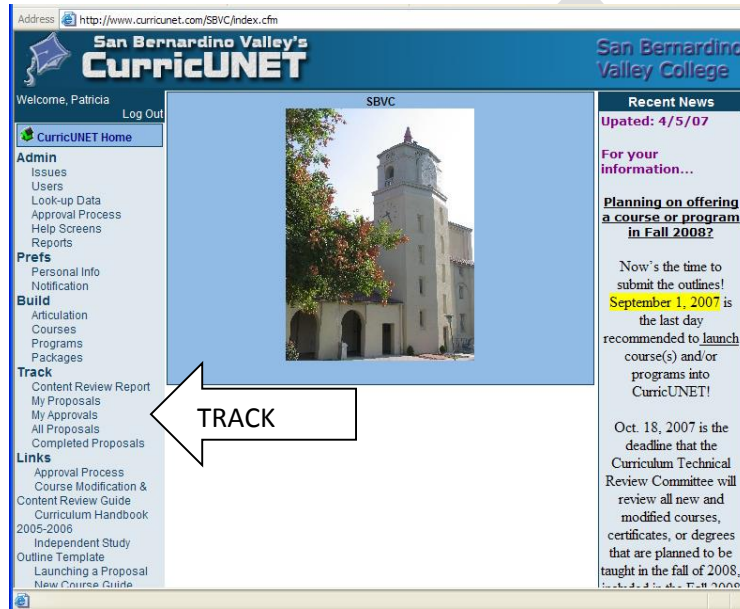 Address http://www.curricunet.com/SBVC/index.cfm
San Bernardino Valley's
CurricUNET
San Bernardino
Valley College
Welcome, Patricia
Log Out
CurricUNET Home
Admin
Issues
Users
Look-up Data
Approval Process
Help Screens
Reports
Prefs
Personal Info
Notification
Build
Articulation
Courses
Programs
Packages
Track
Content Review Report
My Proposals
My Approvals
All Proposals
Completed Proposals
Links
Approval Process
Course Modification &
Content Review Guide
Curriculum Handbook
2005-2006
Independent Study
Outline Template
Launching a Proposal
New Course Guide
SBVC
TRACK
Recent News
Upated: 4/5/07
For your
information...
Planning on offering
a course or program
in Fall 2008?
Now's the time to
submit the outlines!
September 1, 2007 is
the last day
recommended to launch
course(s) and/or
programs into
CurricUNET!
Oct. 18, 2007 is the
deadline that the
Curriculum Technical
Review Committee will
review all new and
modified courses,
certificates, or degrees
that are planned to be
taught in the fall of 2008,
included in the Fall 2008